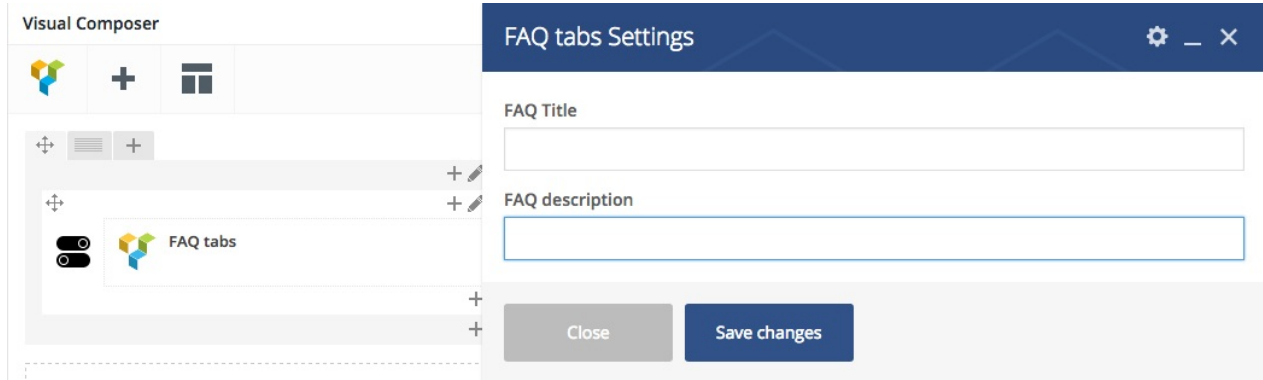 Visual Composer
FAQ tabs
FAQ tabs Settings
FAQ Title
FAQ description
Close
Save changes